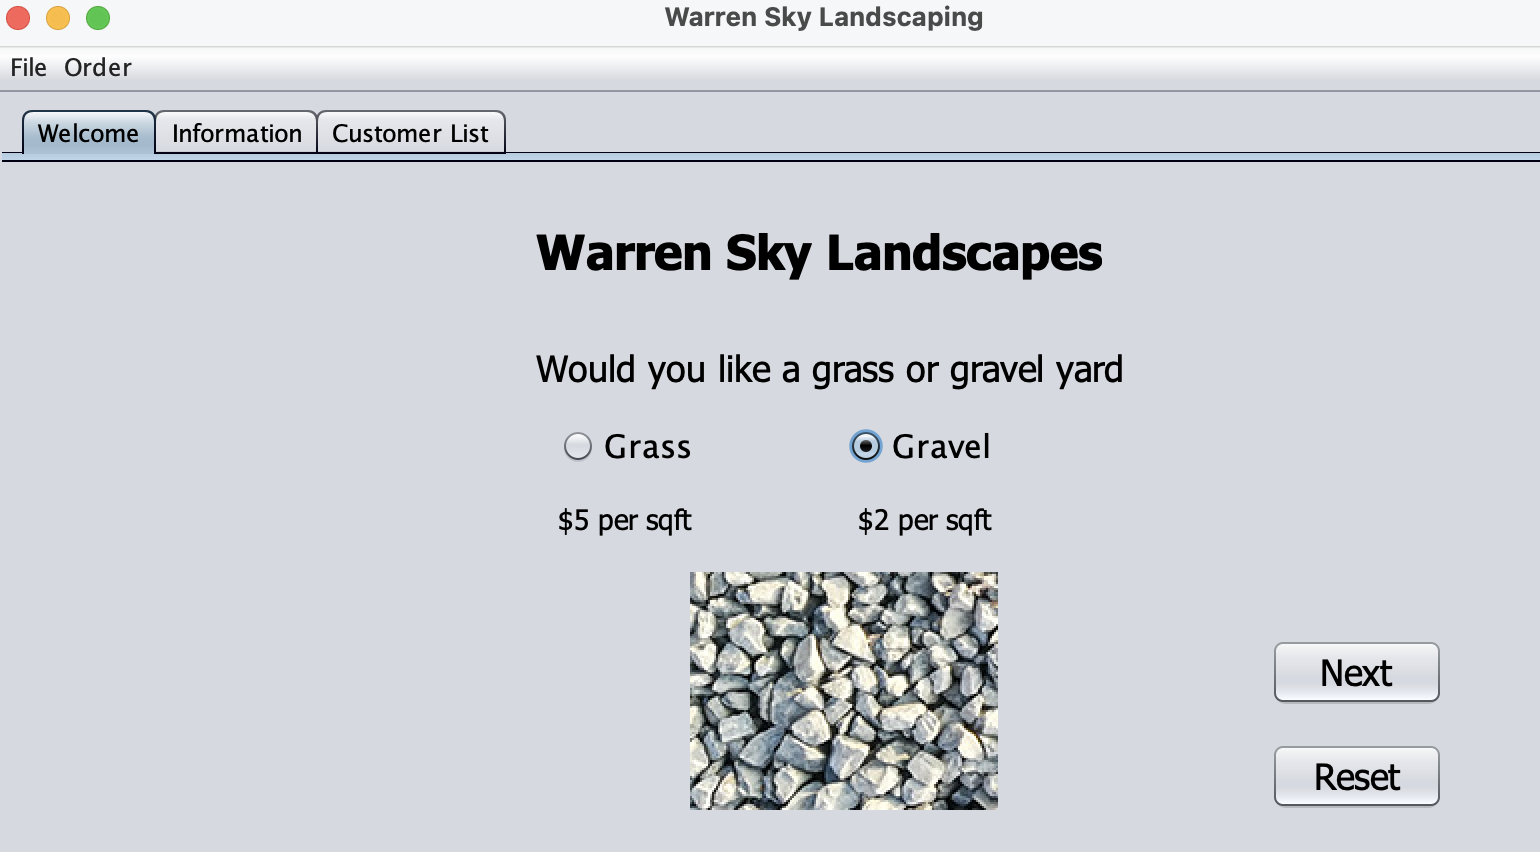 Warren Sky Landscaping
File Order
Welcome Information Customer List
Warren Sky Landscapes
Would you like a grass or gravel yard
Grass Gravel
$5 per sqft $2 per sqft
Next
Reset